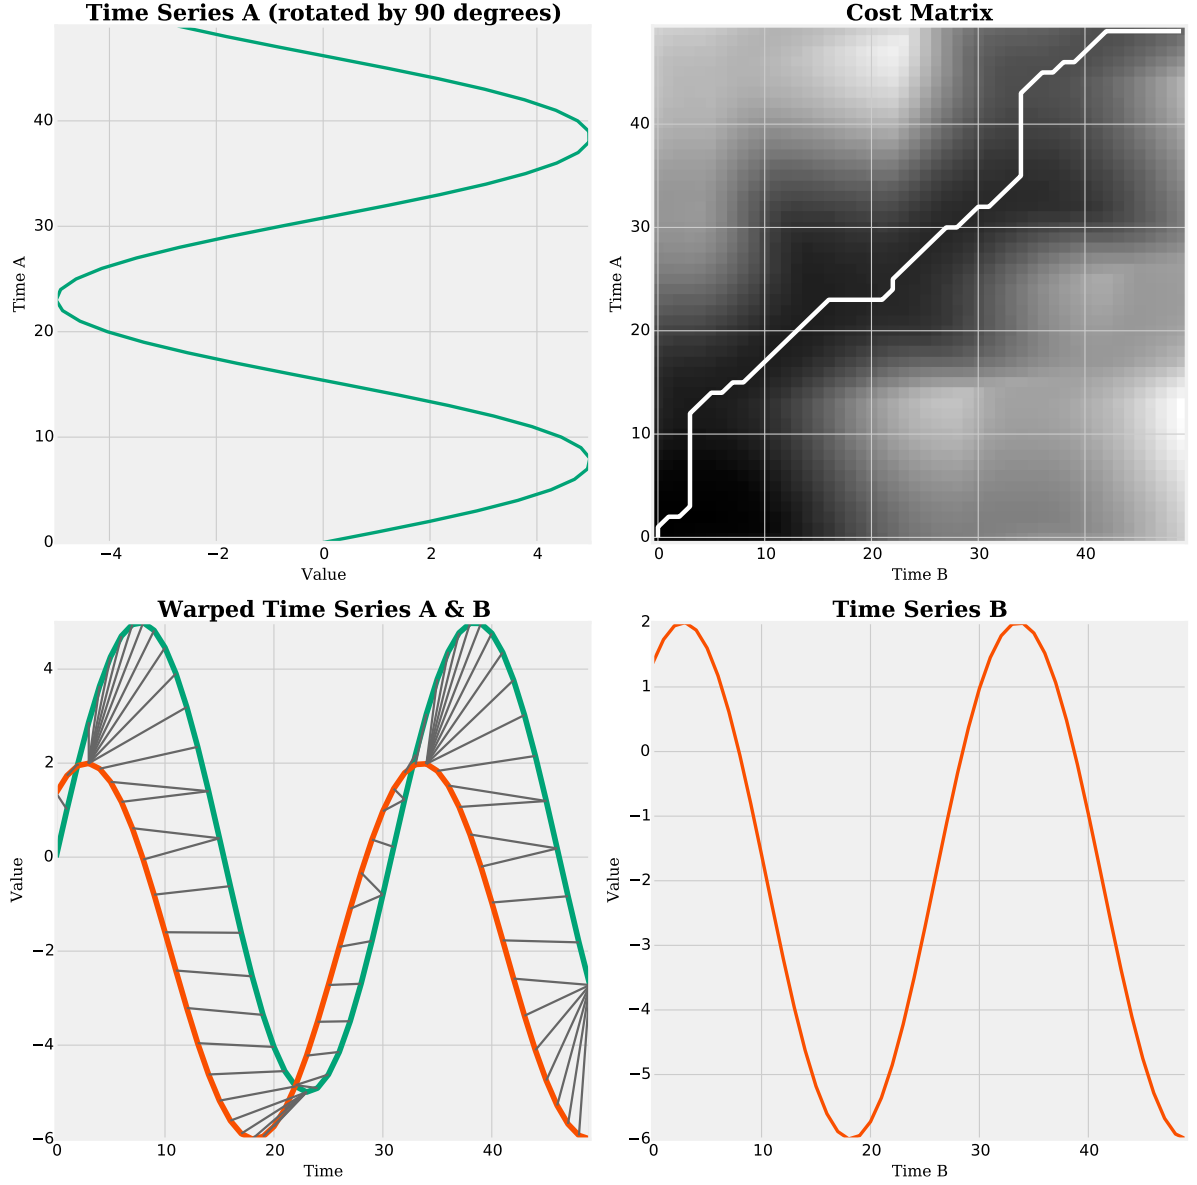 Time Series A (rotated by 90 degrees)
40
30
20
10
0
Time A
−4 −2 0 2 4
Value
Cost Matrix
40
30
20
10
0
Time A
0 10 20 30 40
Time B
Warped Time Series A & B
4
2
0
−2
−4
−6
Value
0 10 20 30 40
Time
Time Series B
2
1
0
−1
−2
−3
−4
−5
−6
Value
0 10 20 30 40
Time B